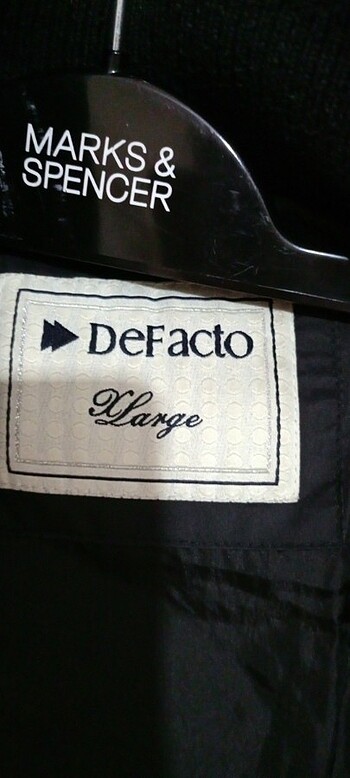 MARKS &
SPENCER
DeFacto
XLarge